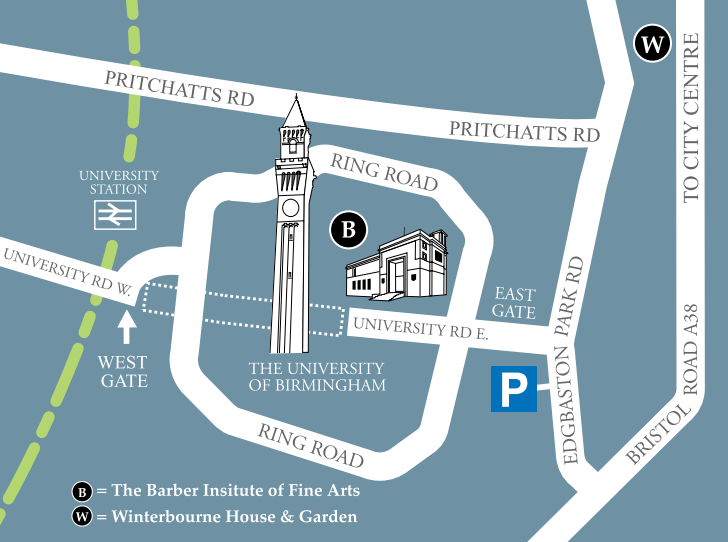 PRITCHATTS RD
W
TO CITY CENTRE
PRITCHATTS RD
RING ROAD
UNIVERSITY
STATION
B
UNIVERSITY RD W.
EAST
GATE
EDGBASTON PARK RD
UNIVERSITY RD E.
ROAD A38
BRISTOL
WEST
GATE
THE UNIVERSITY
OF BIRMINGHAM
P
RING ROAD
B = The Barber Insitute of Fine Arts
W = Winterbourne House & Garden